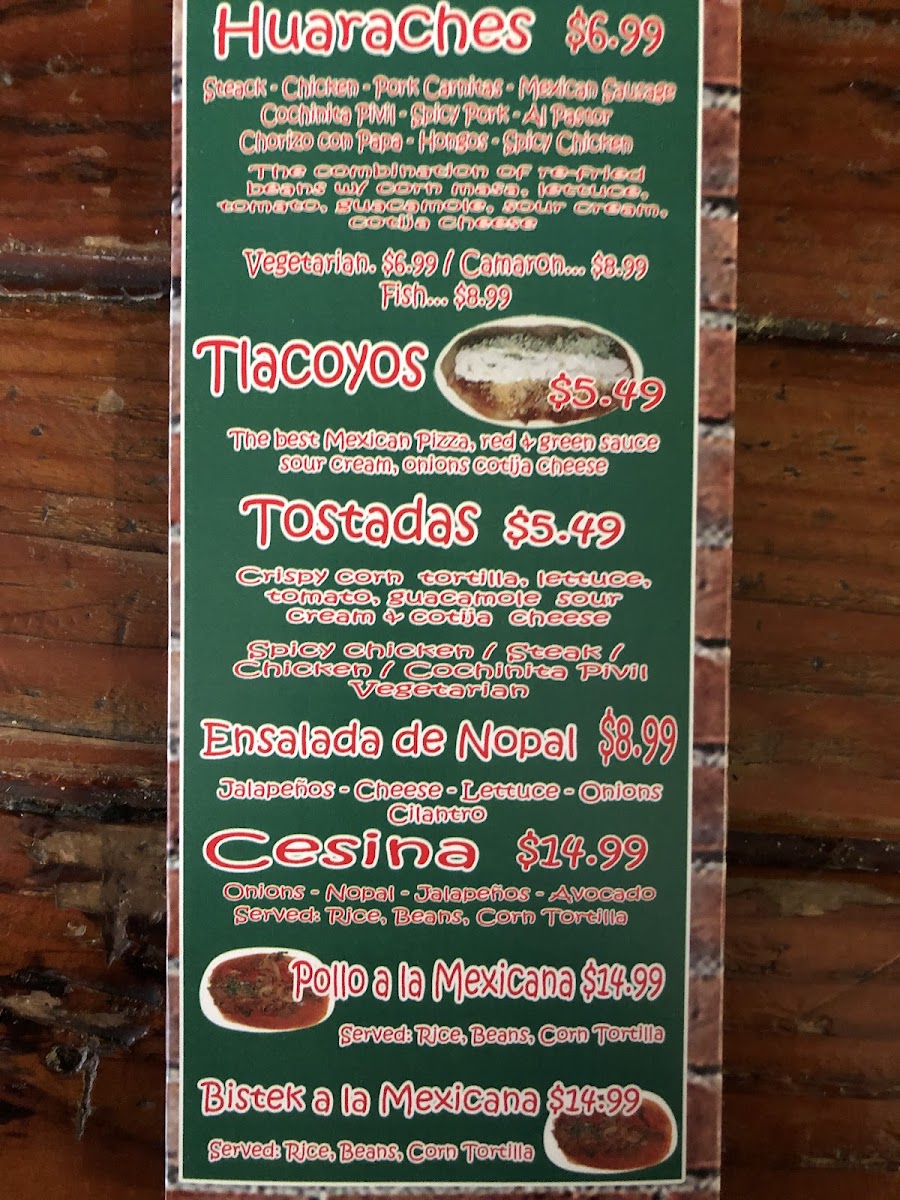 Huaraches $6.99
Steack - Chicken - Pork Carnitas - Mexican Sausage
Cochinita Pivil - Spicy Pork - Al Pastor
Chorizo con Papa - Hongos - Spicy Chicken
The combination of re-fried
beans w/ corn masa, lettuce,
tomato, guacamole, sour cream,
cotija cheese
Vegetarian. $6.99 / Camaron... $8.99
Fish... $8.99
Tlacoyos $5.49
The best Mexican Pizza, red & green sauce
sour cream, onions cotija cheese
Tostadas $5.49
Crispy corn tortilla, lettuce,
tomato, guacamole sour
cream & cotija cheese
Spicy chicken / Steak /
Chicken / Cochinita Pivil
Vegetarian
Ensalada de Nopal $8.99
Jalapeños - Cheese - Lettuce - Onions
Cilantro
Cesina $14.99
Onions - Nopal - Jalapeños - Avocado
Served: Rice, Beans, Corn Tortilla
Pollo a la Mexicana $14.99
Served: Rice, Beans, Corn Tortilla
Bistek a la Mexicana $14.99
Served: Rice, Beans, Corn Tortilla